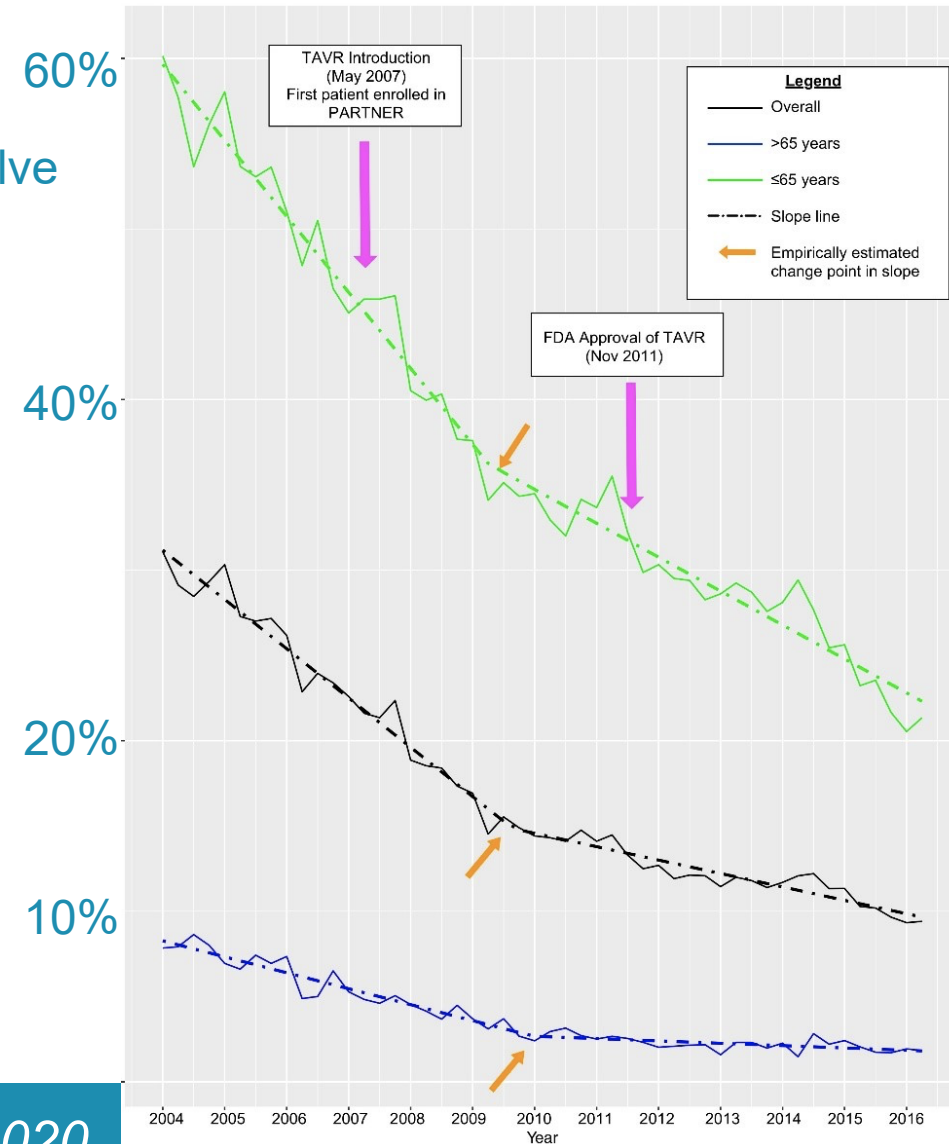 60%
lve
40%
20%
10%
020
TAVR Introduction
(May 2007)
First patient enrolled in
PARTNER
Legend
Overall
>65 years
≤65 years
Slope line
Empirically estimated
change point in slope
FDA Approval of TAVR
(Nov 2011)
2004 2005 2006 2007 2008 2009 2010 2011 2012 2013 2014 2015 2016
Year